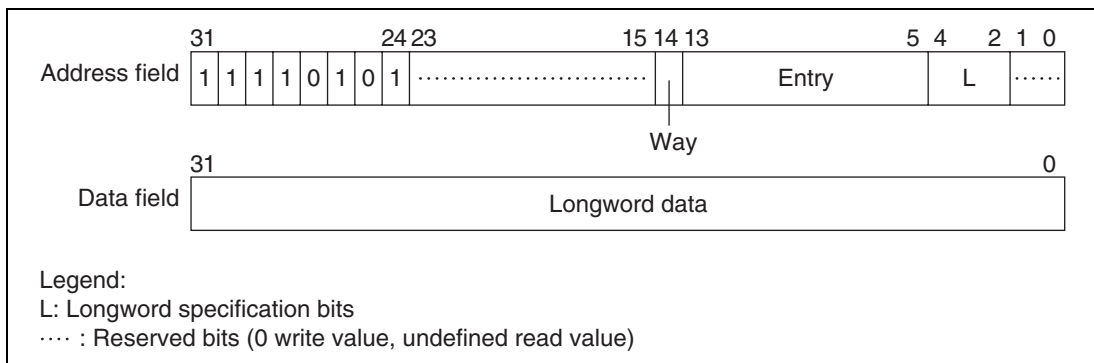 31 24 23 15 14 13 5 4 2 1 0
Address field 1 1 1 1 0 1 0 1 Entry L
Way
31 0
Data field Longword data
Legend:
L: Longword specification bits
···· : Reserved bits (0 write value, undefined read value)